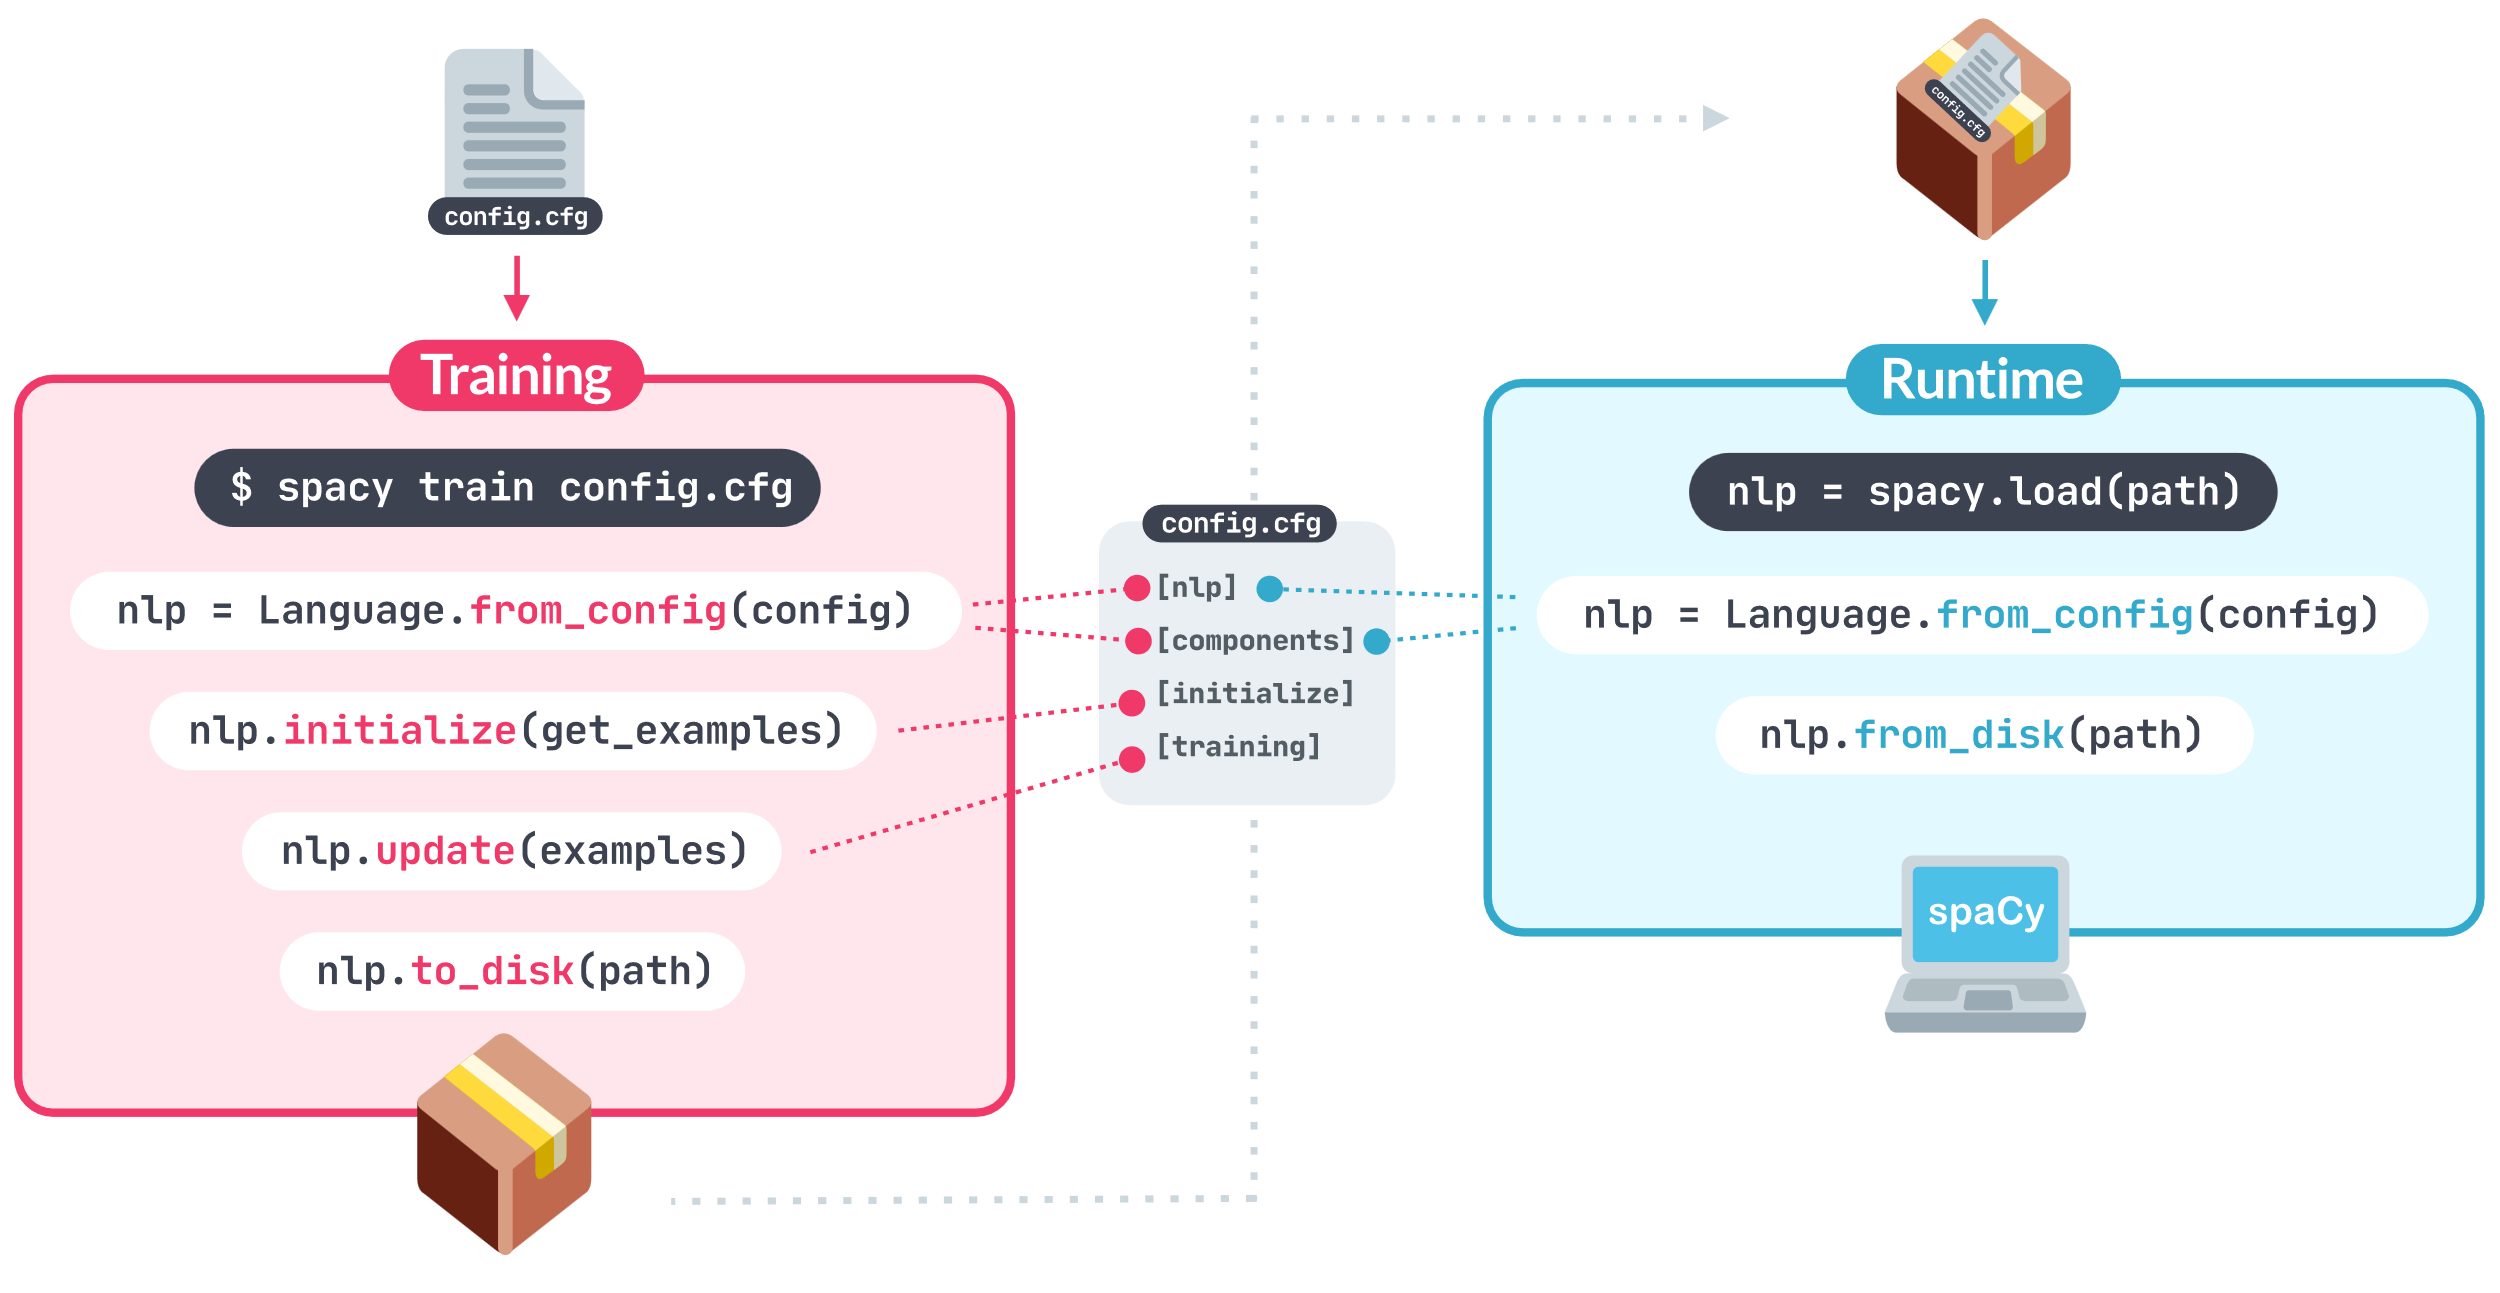 config.cfg
Training
$ spacy train config.cfg
nlp = Language.from_config(config)
nlp.initialize(get_examples)
nlp.update(examples)
nlp.to_disk(path)
config.cfg
[nlp]
[components]
[initialize]
[training]
config.cfg
Runtime
nlp = spacy.load(path)
nlp = Language.from_config(config)
nlp.from_disk(path)
spaCy